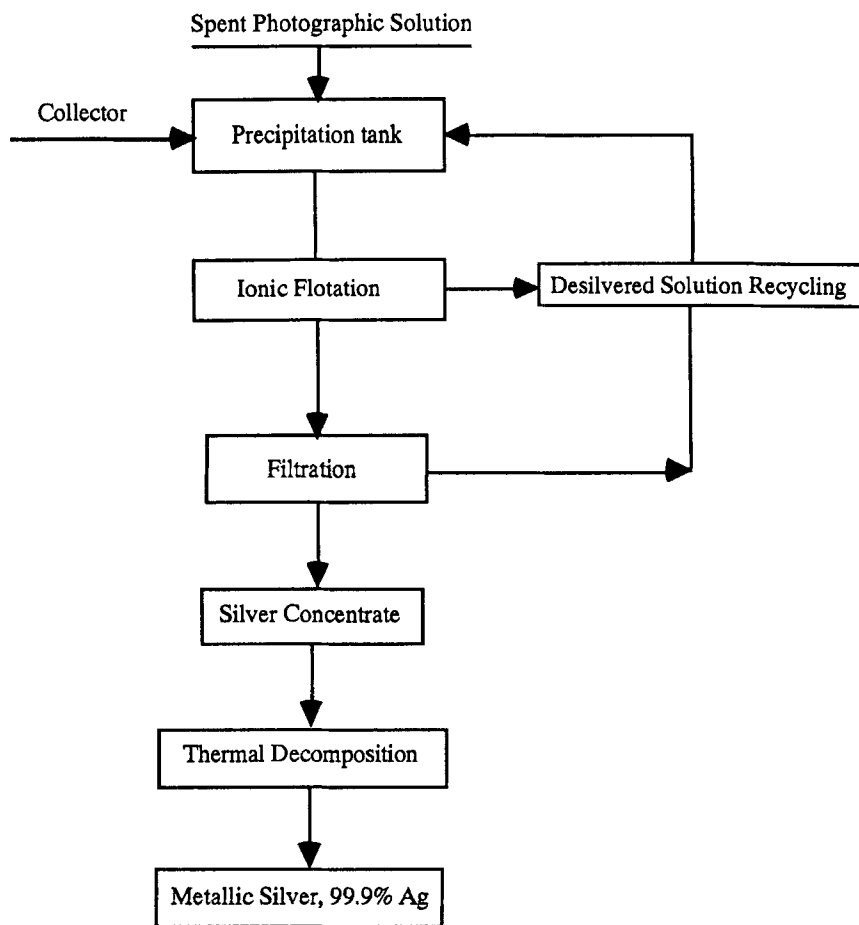 Spent Photographic Solution
Collector
Precipitation tank
Ionic Flotation
Desilvered Solution Recycling
Filtration
Silver Concentrate
Thermal Decomposition
Metallic Silver, 99.9% Ag